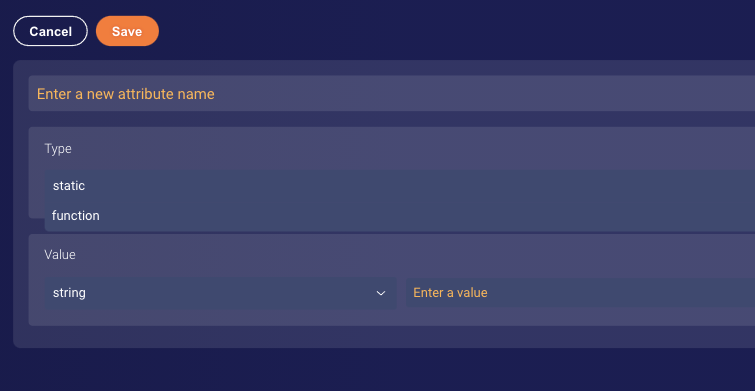 Cancel Save
Enter a new attribute name
Type
static
function
Value
string Enter a value